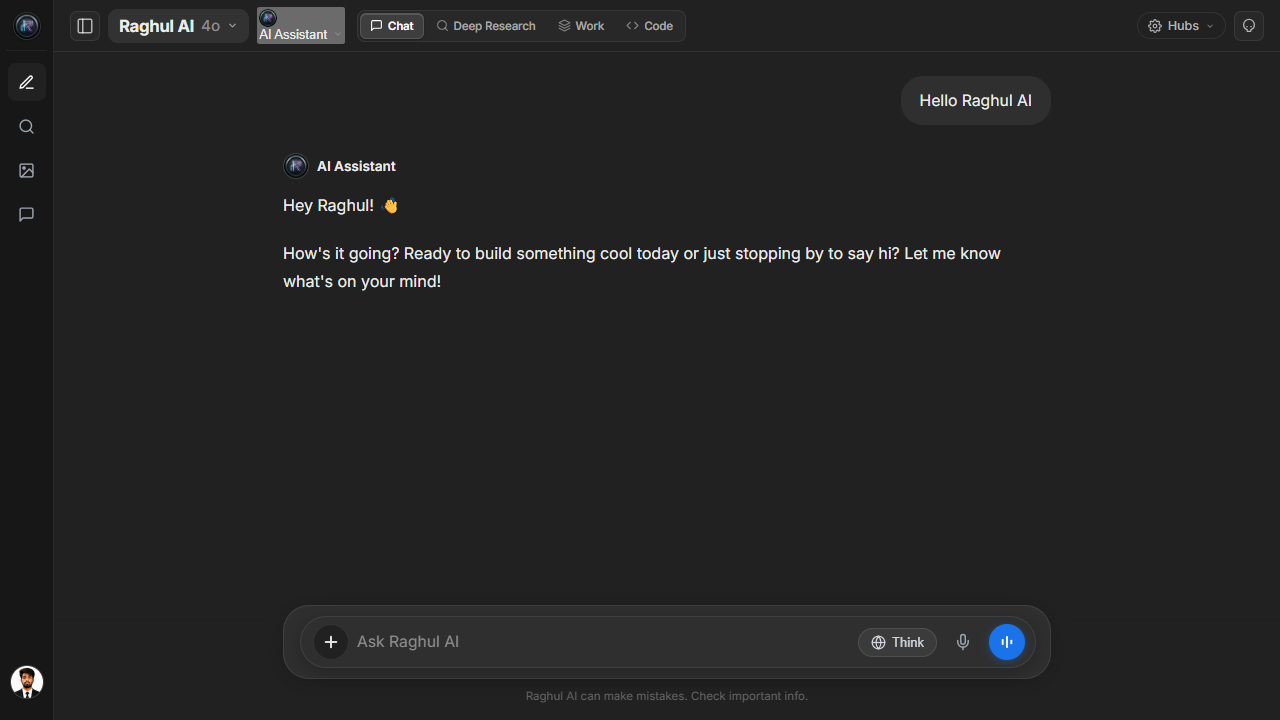 Raghul AI 4o
AI Assistant
Chat
Deep Research
Work
Code
Hubs
Hello Raghul AI
AI Assistant
Hey Raghul! 👋
How's it going? Ready to build something cool today or just stopping by to say hi? Let me know
what's on your mind!
Ask Raghul AI
Think
Raghul AI can make mistakes. Check important info.